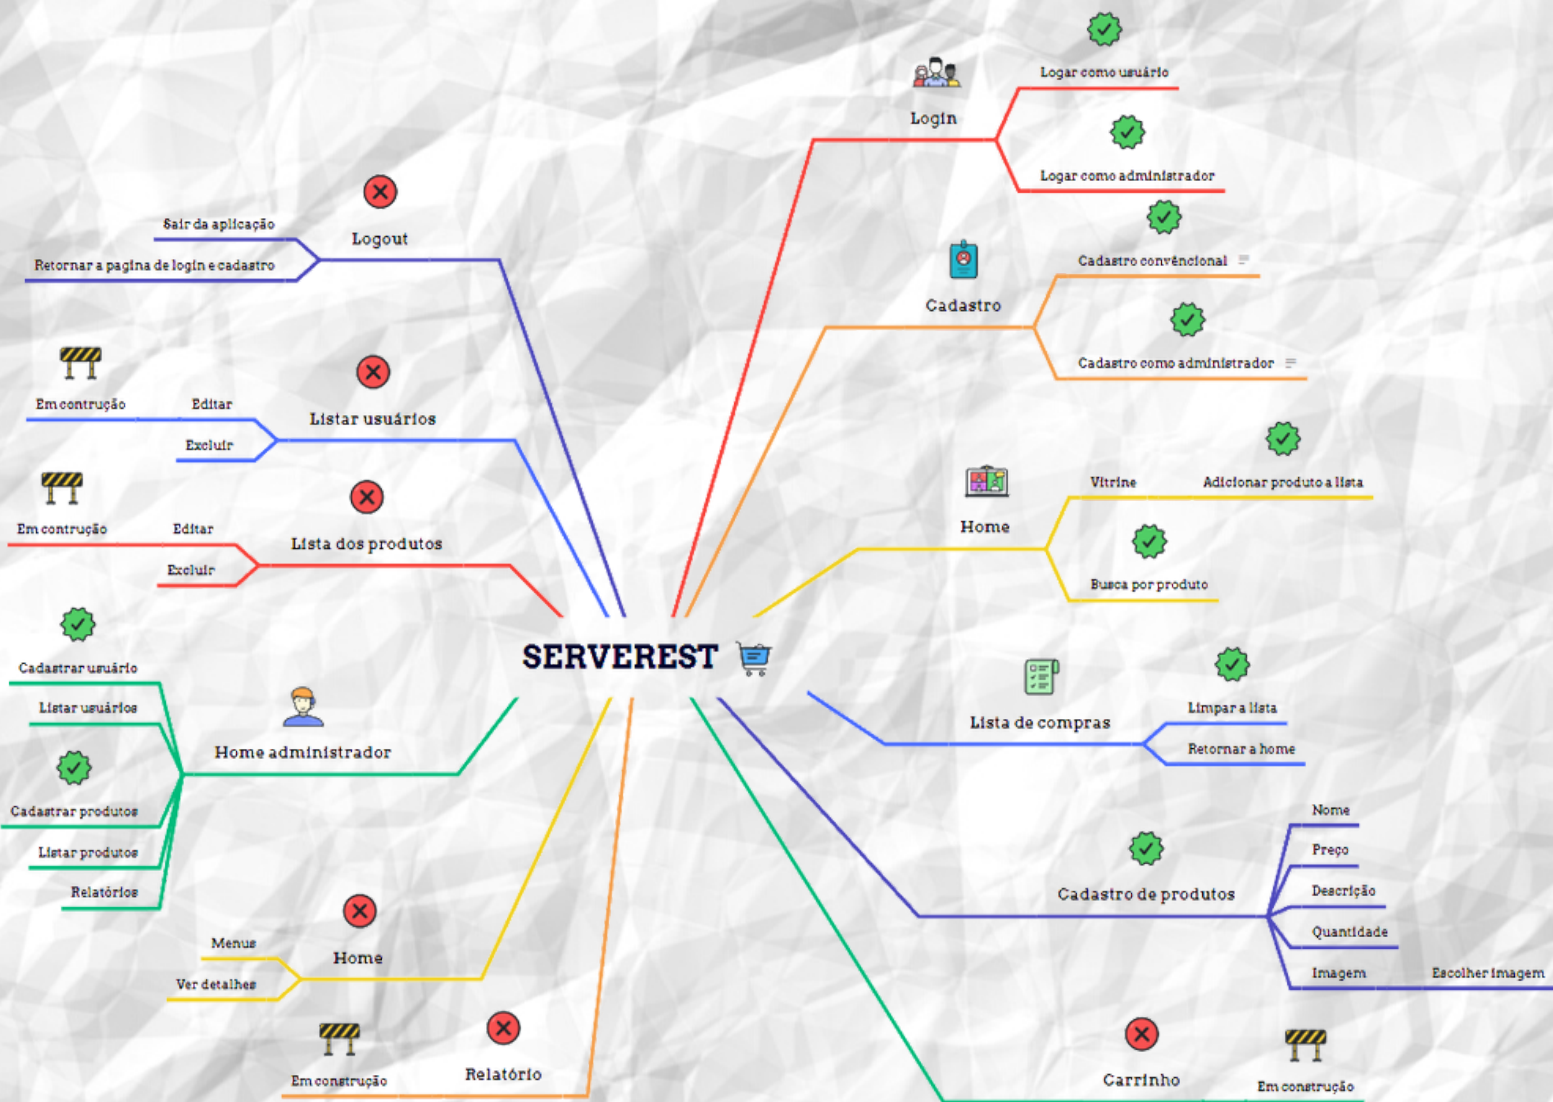 SERVEREST
Login
Logar como usuário
Logar como administrador
Cadastro
Cadastro convêncional
Cadastro como administrador
Home
Vitrine
Adicionar produto a lista
Busca por produto
Lista de compras
Limpar a lista
Retornar a home
Cadastro de produtos
Nome
Preço
Descrição
Quantidade
Imagem
Escolher imagem
Carrinho
Em construção
Logout
Sair da aplicação
Retornar a pagina de login e cadastro
Listar usuários
Editar
Em contrução
Excluir
Lista dos produtos
Editar
Em contrução
Excluir
Home administrador
Cadastrar usuário
Listar usuários
Cadastrar produtos
Listar produtos
Relatórios
Home
Menus
Ver detalhes
Relatório
Em construção